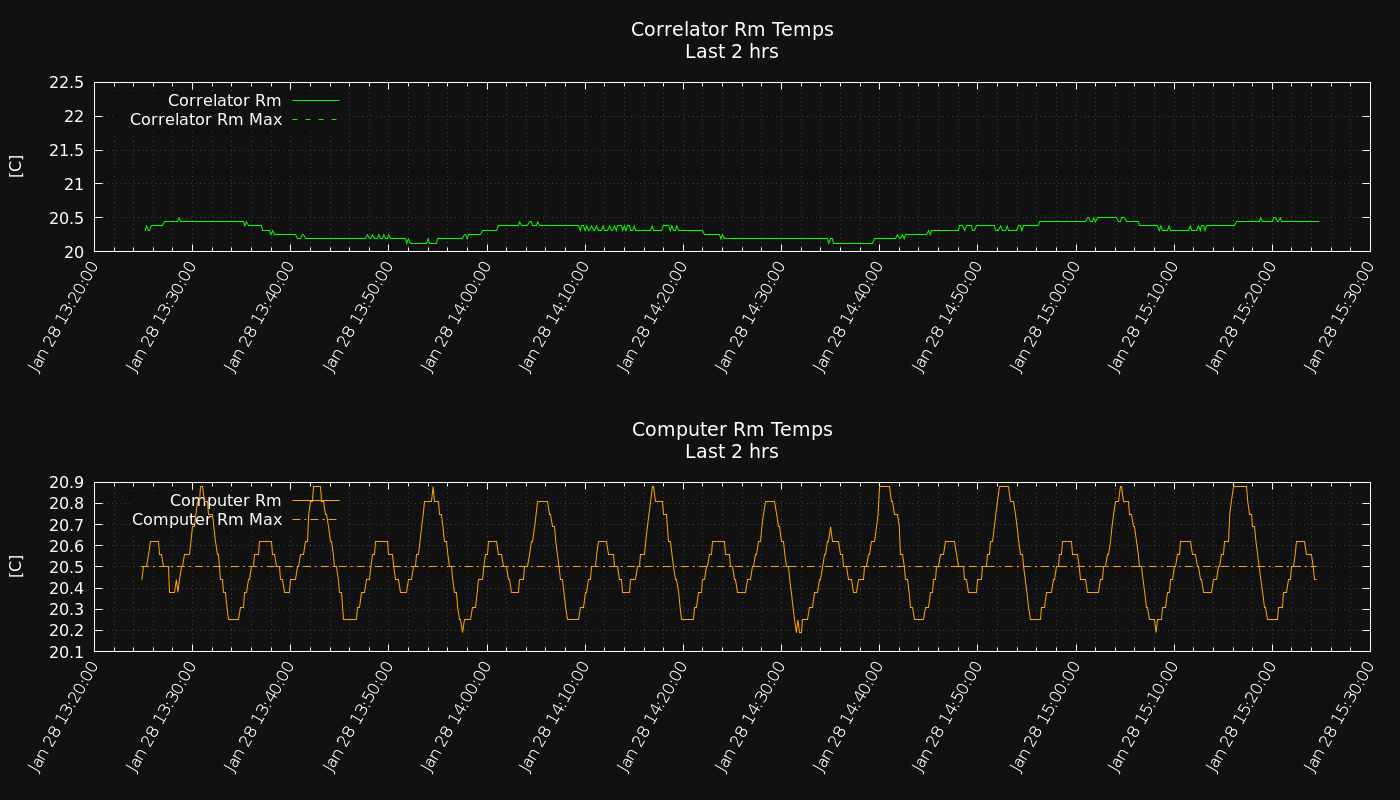 Correlator Rm Temps
Last 2 hrs
22.5
22
21.5
21
20.5
20
[C]
Correlator Rm
Correlator Rm Max
Jan 28 13:20:00
Jan 28 13:30:00
Jan 28 13:40:00
Jan 28 13:50:00
Jan 28 14:00:00
Jan 28 14:10:00
Jan 28 14:20:00
Jan 28 14:30:00
Jan 28 14:40:00
Jan 28 14:50:00
Jan 28 15:00:00
Jan 28 15:10:00
Jan 28 15:20:00
Jan 28 15:30:00
Computer Rm Temps
Last 2 hrs
20.9
20.8
20.7
20.6
20.5
20.4
20.3
20.2
20.1
[C]
Computer Rm
Computer Rm Max
Jan 28 13:20:00
Jan 28 13:30:00
Jan 28 13:40:00
Jan 28 13:50:00
Jan 28 14:00:00
Jan 28 14:10:00
Jan 28 14:20:00
Jan 28 14:30:00
Jan 28 14:40:00
Jan 28 14:50:00
Jan 28 15:00:00
Jan 28 15:10:00
Jan 28 15:20:00
Jan 28 15:30:00